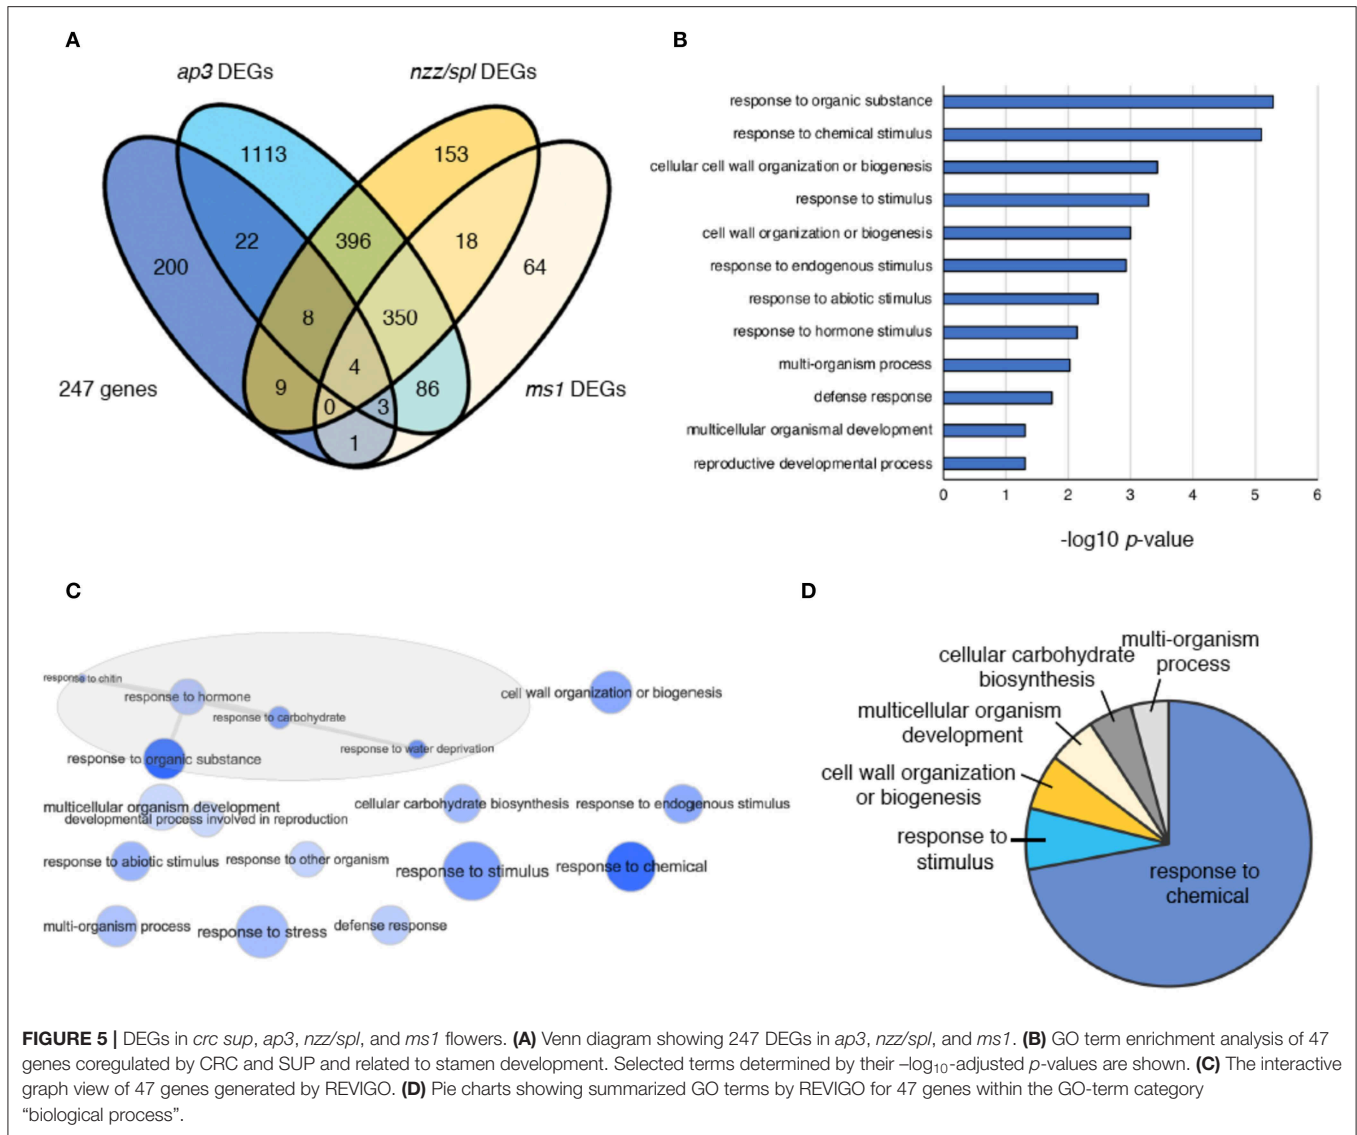 A
ap3 DEGs
nzz/spl DEGs
1113
153
22
396
18
200
64
8
350
4
9
86
0
3
1
247 genes
ms1 DEGs
B
response to organic substance
response to chemical stimulus
cellular cell wall organization or biogenesis
response to stimulus
cell wall organization or biogenesis
response to endogenous stimulus
response to abiotic stimulus
response to hormone stimulus
multi-organism process
defense response
multicellular organismal development
reproductive developmental process
0 1 2 3 4 5 6
-log10 p-value
C
response to chitin
response to hormone
response to carbohydrate
response to water deprivation
response to organic substance
cell wall organization or biogenesis
multicellular organism development
developmental process involved in reproduction
cellular carbohydrate biosynthesis
response to endogenous stimulus
response to abiotic stimulus
response to other organism
response to stimulus
response to chemical
multi-organism process
response to stress
defense response
D
multi-organism
process
cellular carbohydrate
biosynthesis
multicellular organism
development
cell wall organization
or biogenesis
response to
stimulus
response to
chemical
FIGURE 5 | DEGs in crc sup, ap3, nzz/spl, and ms1 flowers. (A) Venn diagram showing 247 DEGs in ap3, nzz/spl, and ms1. (B) GO term enrichment analysis of 47
genes coregulated by CRC and SUP and related to stamen development. Selected terms determined by their –log10-adjusted p-values are shown. (C) The interactive
graph view of 47 genes generated by REVIGO. (D) Pie charts showing summarized GO terms by REVIGO for 47 genes within the GO-term category
“biological process”.